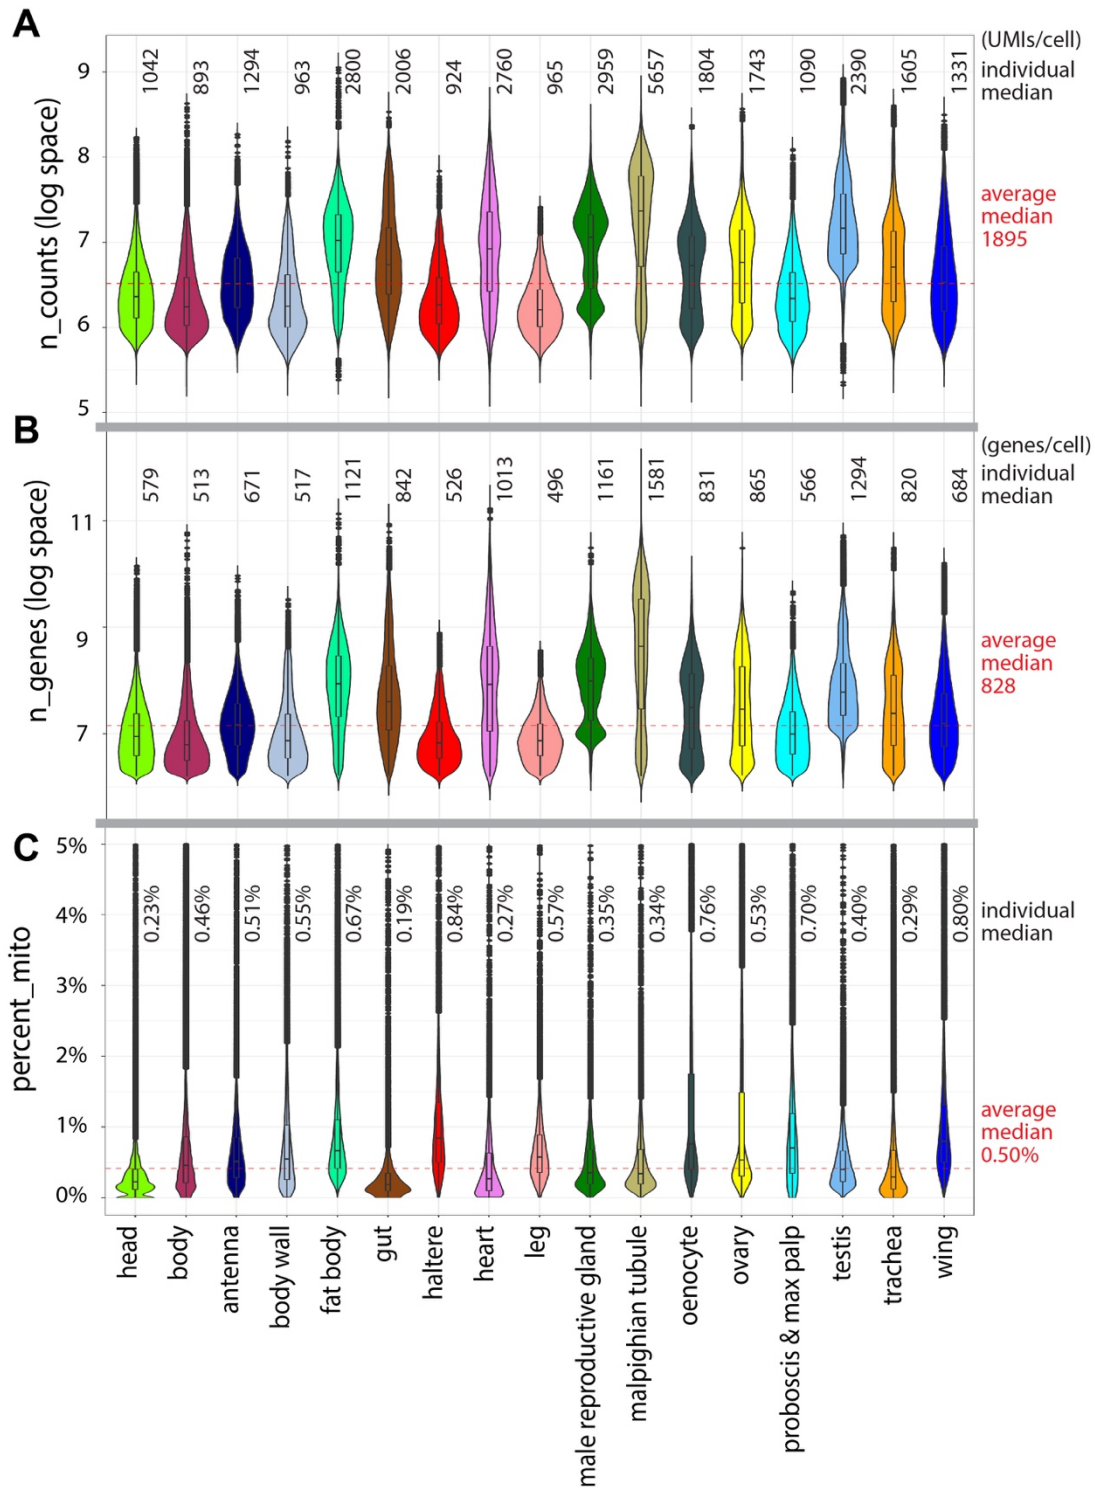 A
n_counts (log space)
9
8
7
6
5
1042
893
1294
963
2800
2006
924
2760
965
2959
5657
1804
1743
1090
2390
1605
1331
(UMIs/cell)
individual
median
average
median
1895
B
n_genes (log space)
11
9
7
579
513
671
517
1121
842
526
1013
496
1161
1581
831
865
566
1294
820
684
(genes/cell)
individual
median
average
median
828
C
percent_mito
5%
4%
3%
2%
1%
0%
0.23%
0.46%
0.51%
0.55%
0.67%
0.19%
0.84%
0.27%
0.57%
0.35%
0.34%
0.76%
0.53%
0.70%
0.40%
0.29%
0.80%
individual
median
average
median
0.50%
head
body
antenna
body wall
fat body
gut
haltere
heart
leg
male reproductive gland
malpighian tubule
oenocyte
ovary
proboscis & max palp
testis
trachea
wing